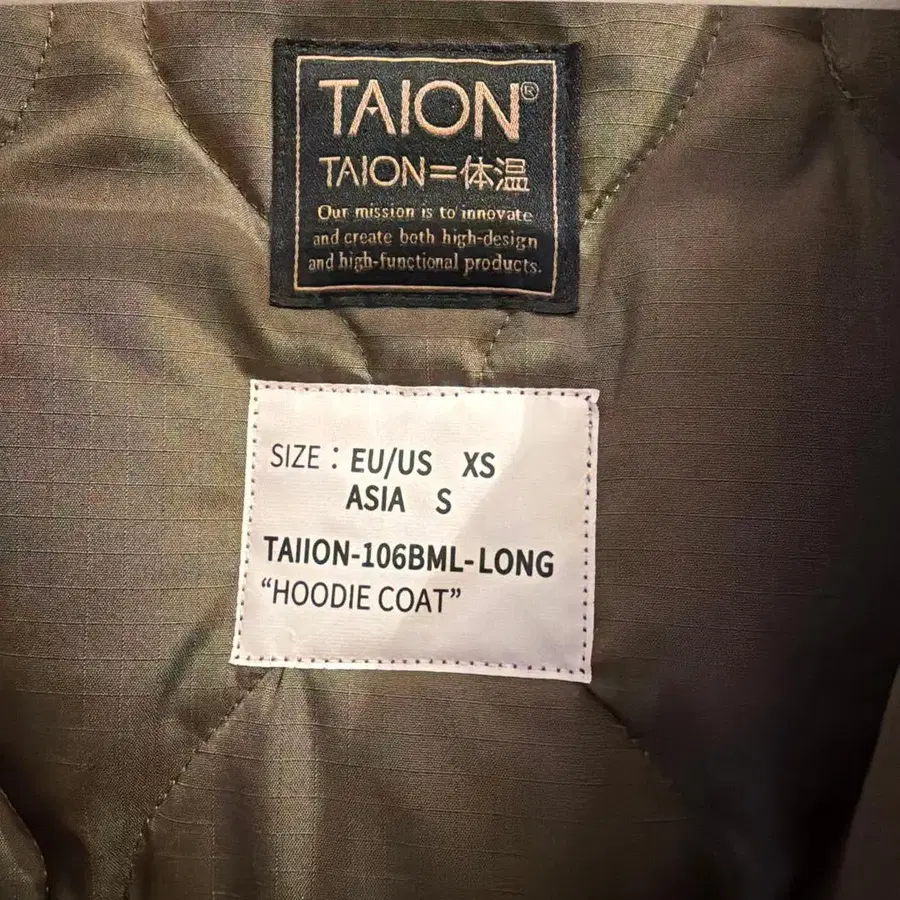 TAION®
TAION=体温
Our mission is to innovate
and create both high-design
and high-functional products.
SIZE : EU/US XS
ASIA S
TAIION-106BML-LONG
“HOODIE COAT”